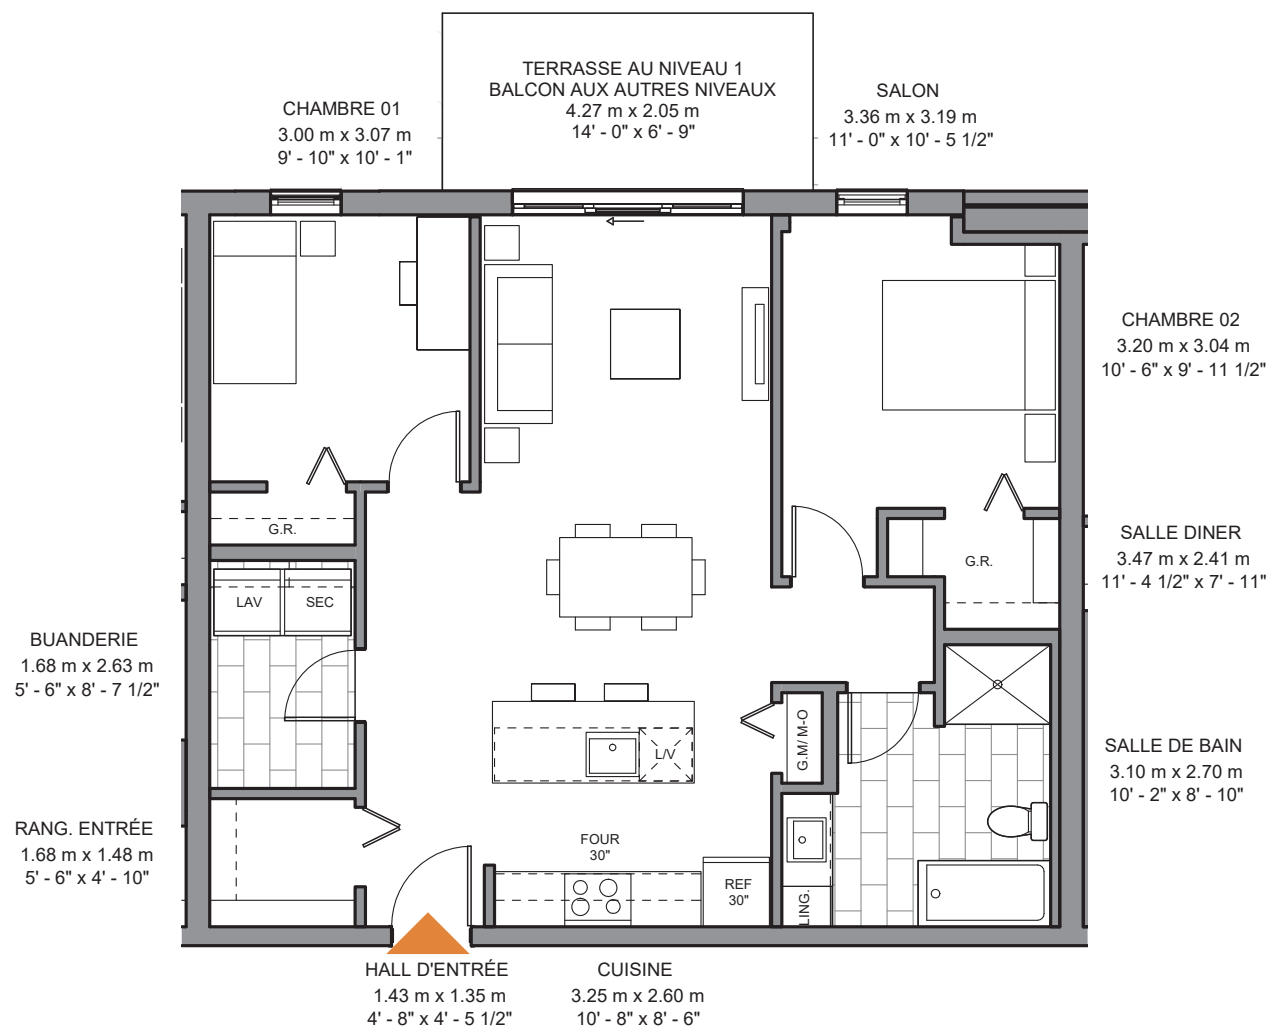 TERRASSE AU NIVEAU 1
BALCON AUX AUTRES NIVEAUX
4.27 m x 2.05 m
14' - 0" x 6' - 9"
CHAMBRE 01
3.00 m x 3.07 m
9' - 10" x 10' - 1"
SALON
3.36 m x 3.19 m
11' - 0" x 10' - 5 1/2"
CHAMBRE 02
3.20 m x 3.04 m
10' - 6" x 9' - 11 1/2"
G.R.
SALLE DINER
3.47 m x 2.41 m
11' - 4 1/2" x 7' - 11"
G.R.
LAV
SEC
BUANDERIE
1.68 m x 2.63 m
5' - 6" x 8' - 7 1/2"
G.M/ M-O
L/V
SALLE DE BAIN
3.10 m x 2.70 m
10' - 2" x 8' - 10"
RANG. ENTRÉE
1.68 m x 1.48 m
5' - 6" x 4' - 10"
FOUR
30"
REF
30"
LING.
HALL D'ENTRÉE
1.43 m x 1.35 m
4' - 8" x 4' - 5 1/2"
CUISINE
3.25 m x 2.60 m
10' - 8" x 8' - 6"